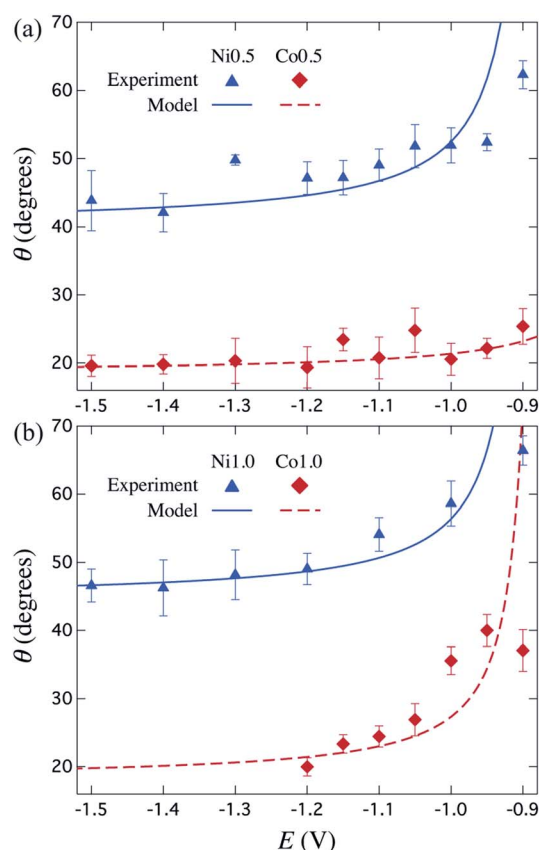 (a)
70
60
50
40
30
20
θ (degrees)
Ni0.5 Co0.5
Experiment
Model
-1.5 -1.4 -1.3 -1.2 -1.1 -1.0 -0.9
(b)
70
60
50
40
30
20
θ (degrees)
Ni1.0 Co1.0
Experiment
Model
-1.5 -1.4 -1.3 -1.2 -1.1 -1.0 -0.9
E (V)